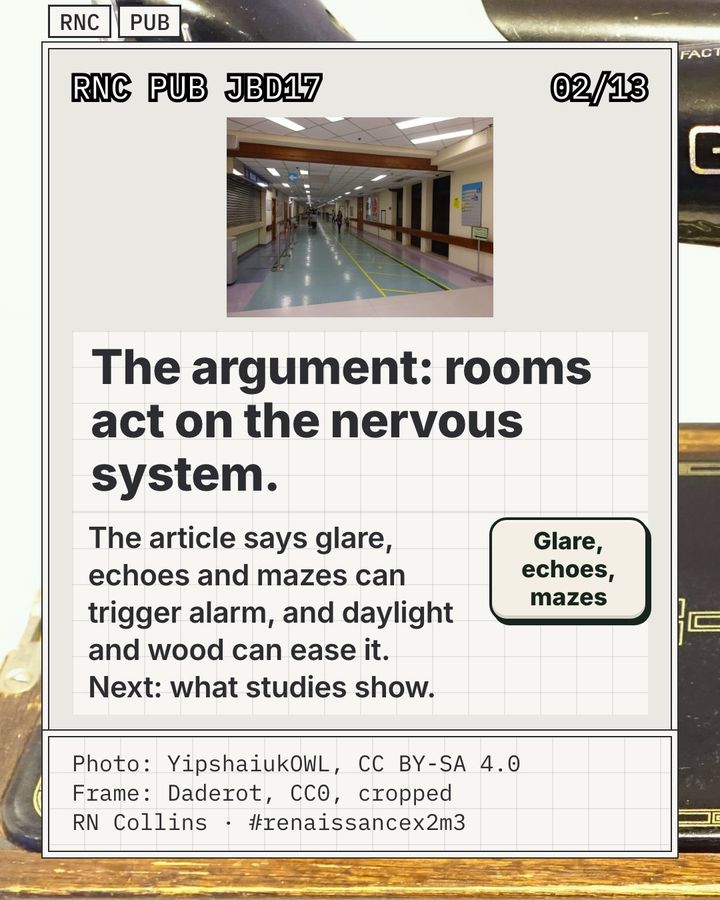 RNC PUB
FACT
G
RNC PUB JBD17
02/13
The argument: rooms
act on the nervous
system.
The article says glare,
echoes and mazes can
trigger alarm, and daylight
and wood can ease it.
Next: what studies show.
Glare,
echoes,
mazes
Photo: YipshaiukOWL, CC BY-SA 4.0
Frame: Daderot, CC0, cropped
RN Collins · #renaissancex2m3